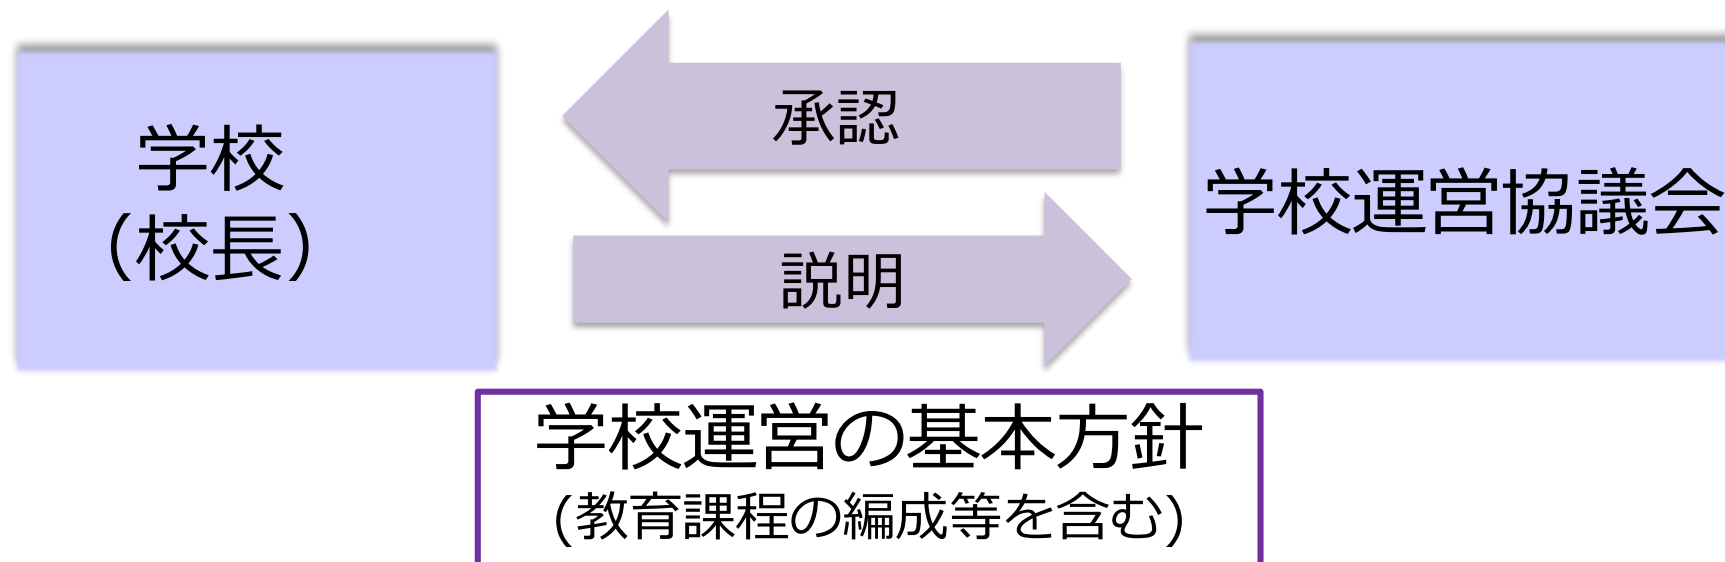 学校
（校長）
承認
説明
学校運営協議会
学校運営の基本方針
(教育課程の編成等を含む)